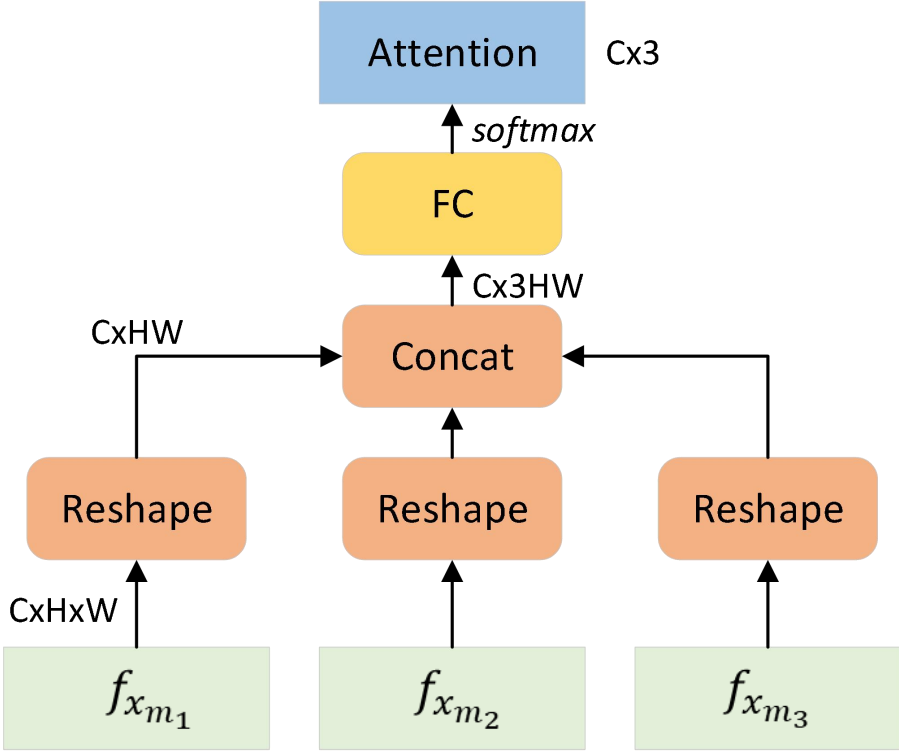 Attention Cx3
softmax
FC
Cx3HW
CxHW
Concat
Reshape Reshape Reshape
CxHxW
f_{x_{m_1}} f_{x_{m_2}} f_{x_{m_3}}